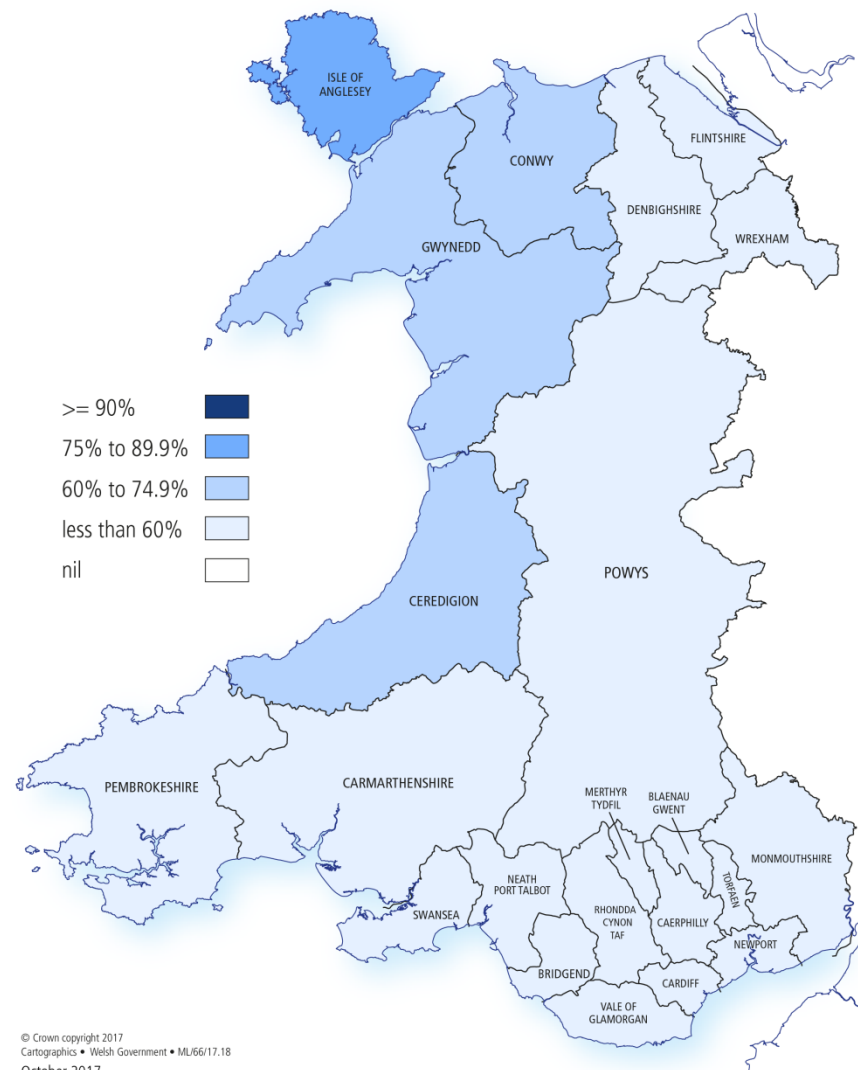 ISLE OF
ANGLESEY
FLINTSHIRE
CONWY
DENBIGHSHIRE
WREXHAM
GWYNEDD
>= 90%
75% to 89.9%
60% to 74.9%
less than 60%
nil
POWYS
CEREDIGION
PEMBROKESHIRE
CARMARTHENSHIRE
MERTHYR
TYDFIL
BLAENAU
GWENT
MONMOUTHSHIRE
NEATH
PORT TALBOT
TORFAEN
SWANSEA
RHONDDA
CYNON
TAF
CAERPHILLY
NEWPORT
BRIDGEND
CARDIFF
VALE OF
GLAMORGAN
© Crown copyright 2017
Cartographics • Welsh Government • ML/66/17.18
October 2017